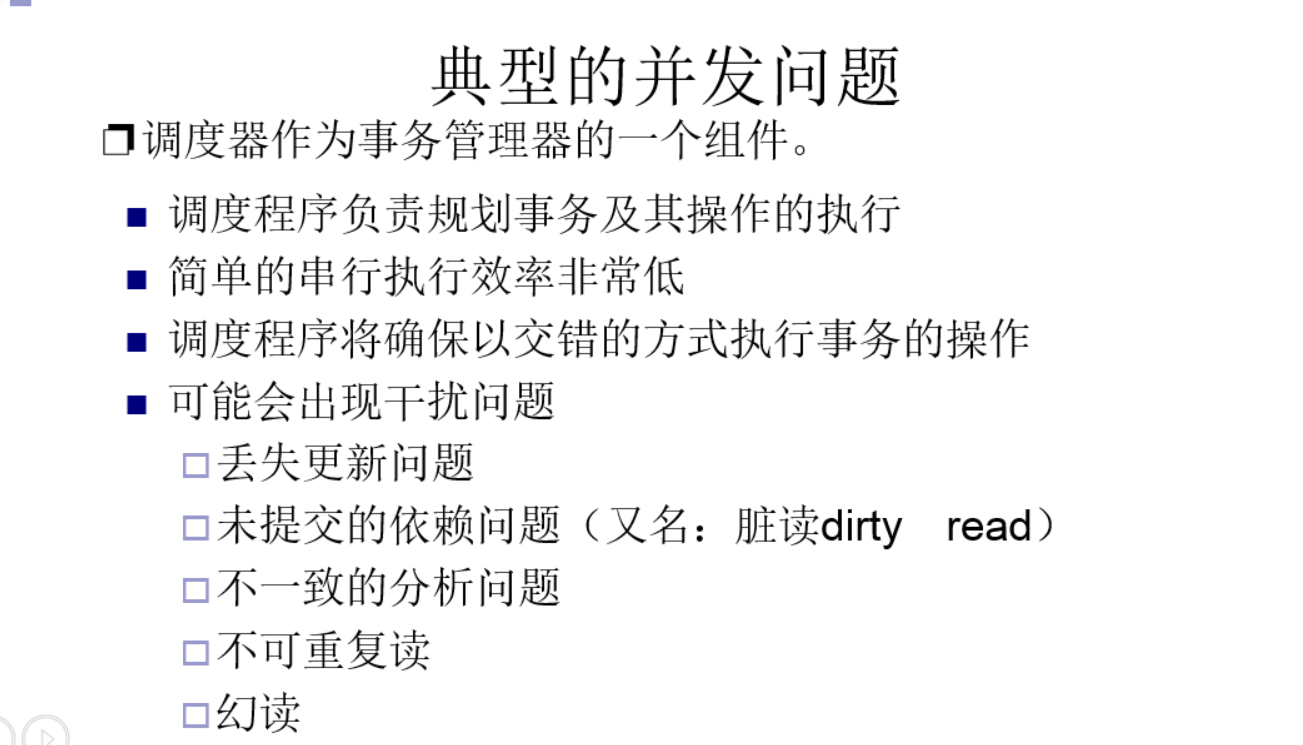 典型的并发问题
调度器作为事务管理器的一个组件。
调度程序负责规划事务及其操作的执行
简单的串行执行效率非常低
调度程序将确保以交错的方式执行事务的操作
可能会出现干扰问题
丢失更新问题
未提交的依赖问题（又名：脏读dirty read）
不一致的分析问题
不可重复读
幻读